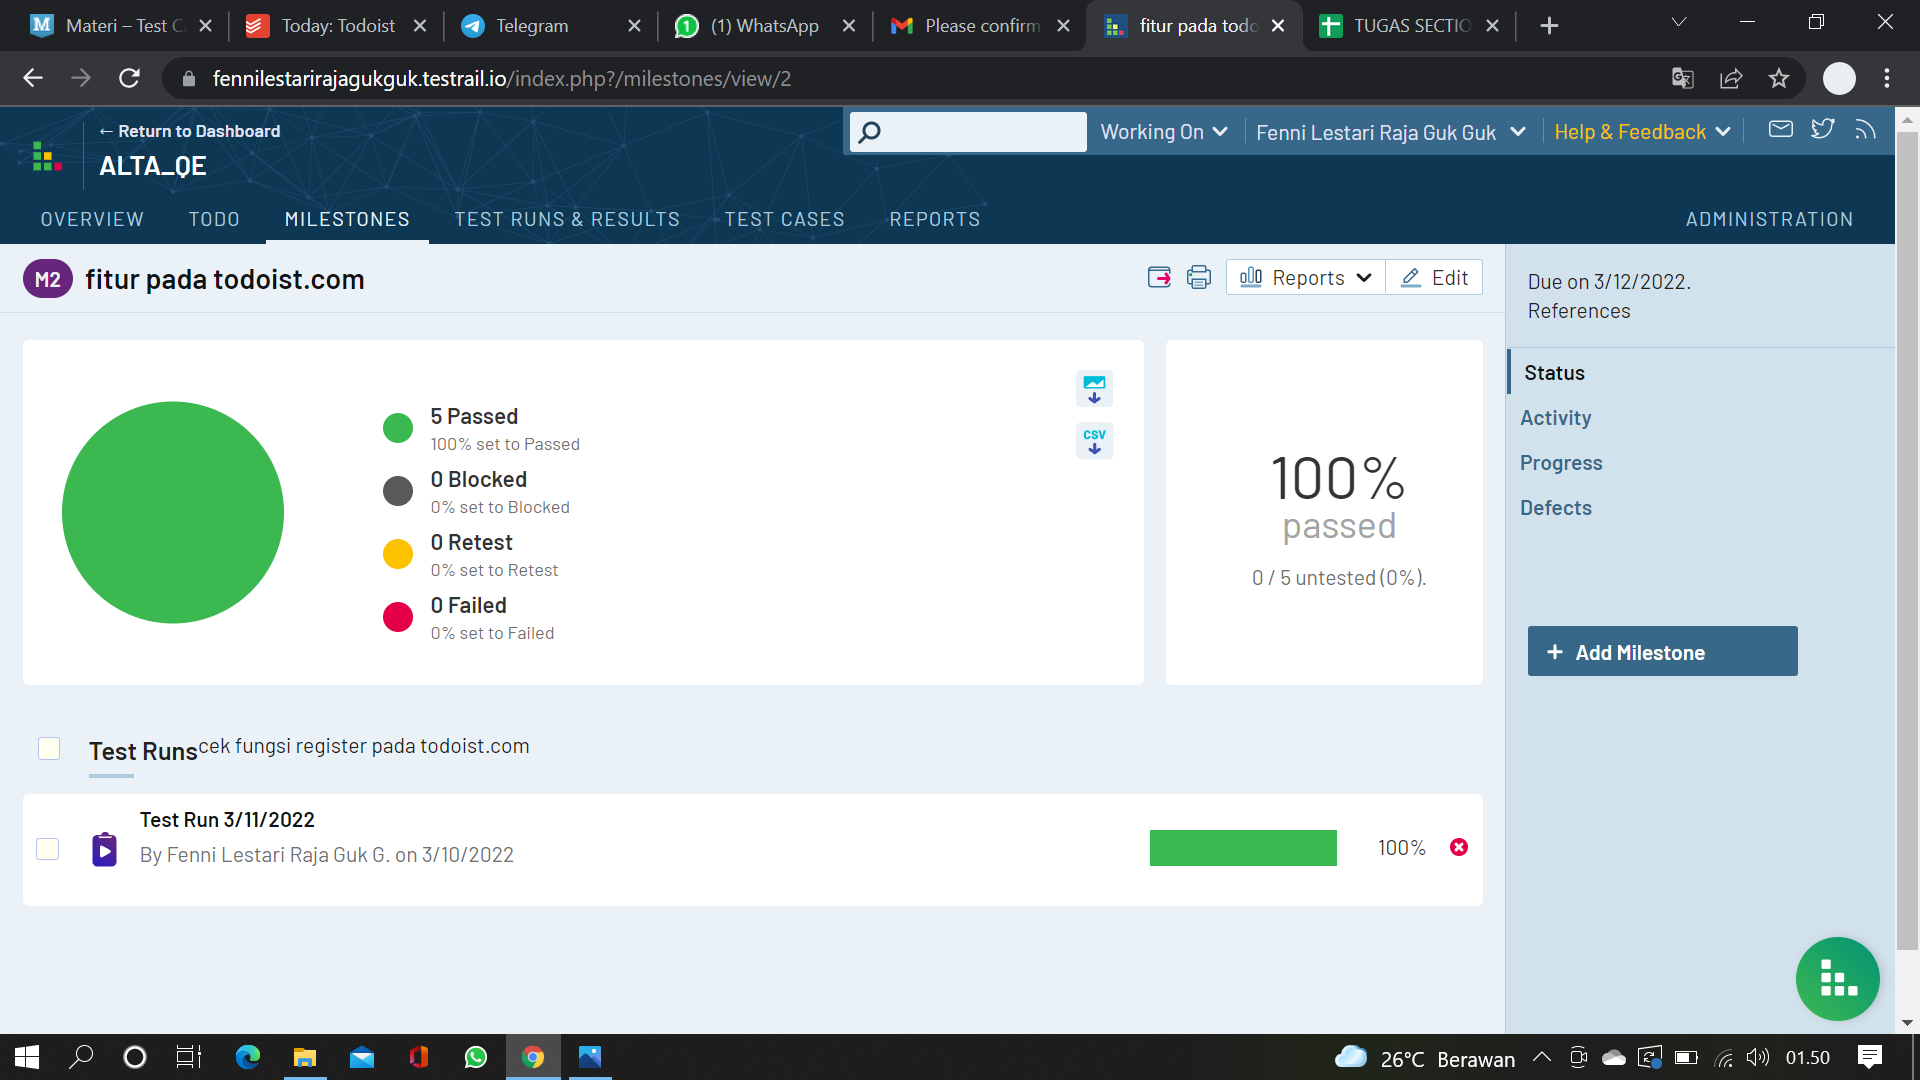 Materi – Test C
Today: Todoist
Telegram
(1) WhatsApp
Please confirm
fitur pada todo
TUGAS SECTIO
fennilestarirajagukguk.testrail.io/index.php?/milestones/view/2
← Return to Dashboard
ALTA_QE
Working On
Fenni Lestari Raja Guk Guk
Help & Feedback
OVERVIEW
TODO
MILESTONES
TEST RUNS & RESULTS
TEST CASES
REPORTS
ADMINISTRATION
M2
fitur pada todoist.com
Reports
Edit
Due on 3/12/2022.
References
5 Passed
100% set to Passed
0 Blocked
0% set to Blocked
0 Retest
0% set to Retest
0 Failed
0% set to Failed
CSV
100%
passed
0 / 5 untested (0%).
Status
Activity
Progress
Defects
+ Add Milestone
Test Runs
cek fungsi register pada todoist.com
Test Run 3/11/2022
By Fenni Lestari Raja Guk G. on 3/10/2022
100%
26°C Berawan
01.50